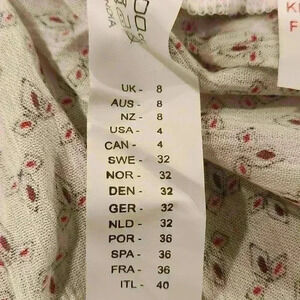 UK - 8
AUS - 8
NZ - 8
USA - 4
CAN - 4
SWE - 32
NOR - 32
DEN - 32
GER - 32
NLD - 32
POR - 36
SPA - 36
FRA - 36
ITL - 40